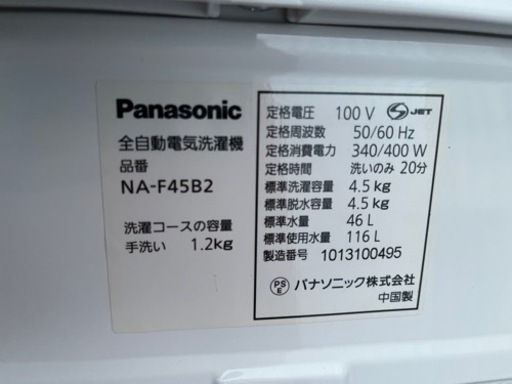 Panasonic
全自動電気洗濯機
品番
NA-F45B2
洗濯コースの容量
手洗い 1.2kg
定格電圧 100 V S JET
定格周波数 50/60 Hz
定格消費電力 340/400 W
定格時間 洗いのみ 20分
標準洗濯容量 4.5 kg
標準脱水容量 4.5 kg
標準水量 46 L
標準使用水量 116 L
製造番号 1013100495
PS E パナソニック株式会社
中国製